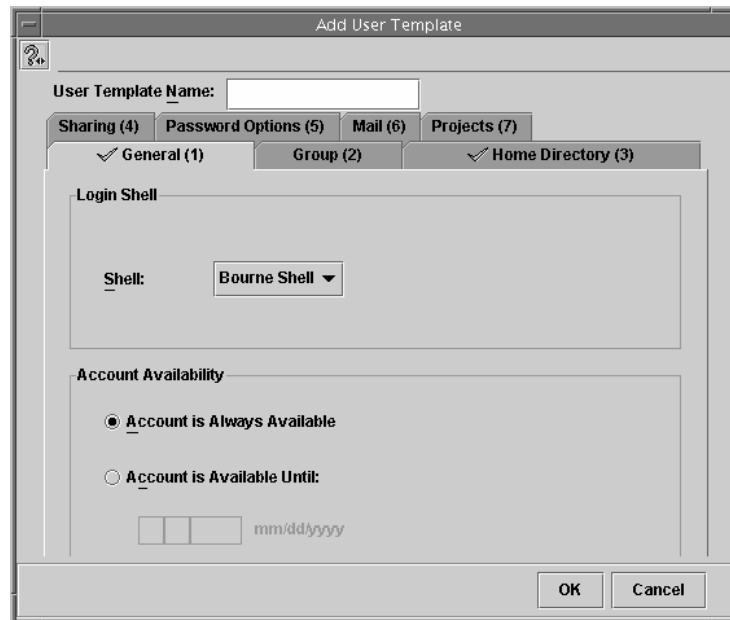 Add User Template
User Template Name:
Sharing (4) Password Options (5) Mail (6) Projects (7)
General (1) Group (2) Home Directory (3)
Login Shell
Shell: Bourne Shell
Account Availability
Account is Always Available
Account is Available Until:
mm/dd/yyyy
OK Cancel